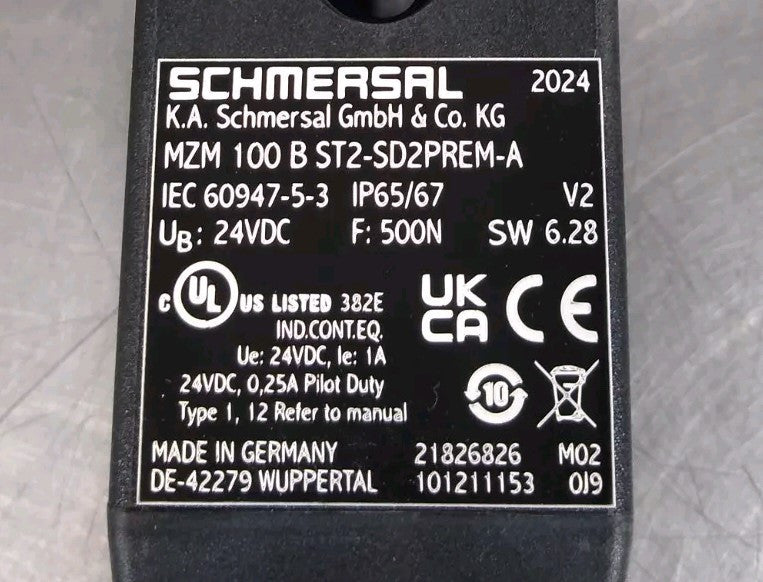 SCHMERSAL 2024
K.A. Schmersal GmbH & Co. KG
MZM 100 B ST2-SD2PREM-A
IEC 60947-5-3 IP65/67 V2
UB: 24VDC F: 500N SW 6.28
C UL US LISTED 382E
IND.CONT.EQ.
Ue: 24VDC, Ie: 1A
24VDC, 0,25A Pilot Duty
Type 1, 12 Refer to manual
UK
CA CE
10
MADE IN GERMANY 21826826 M02
DE-42279 WUPPERTAL 101211153 0J9